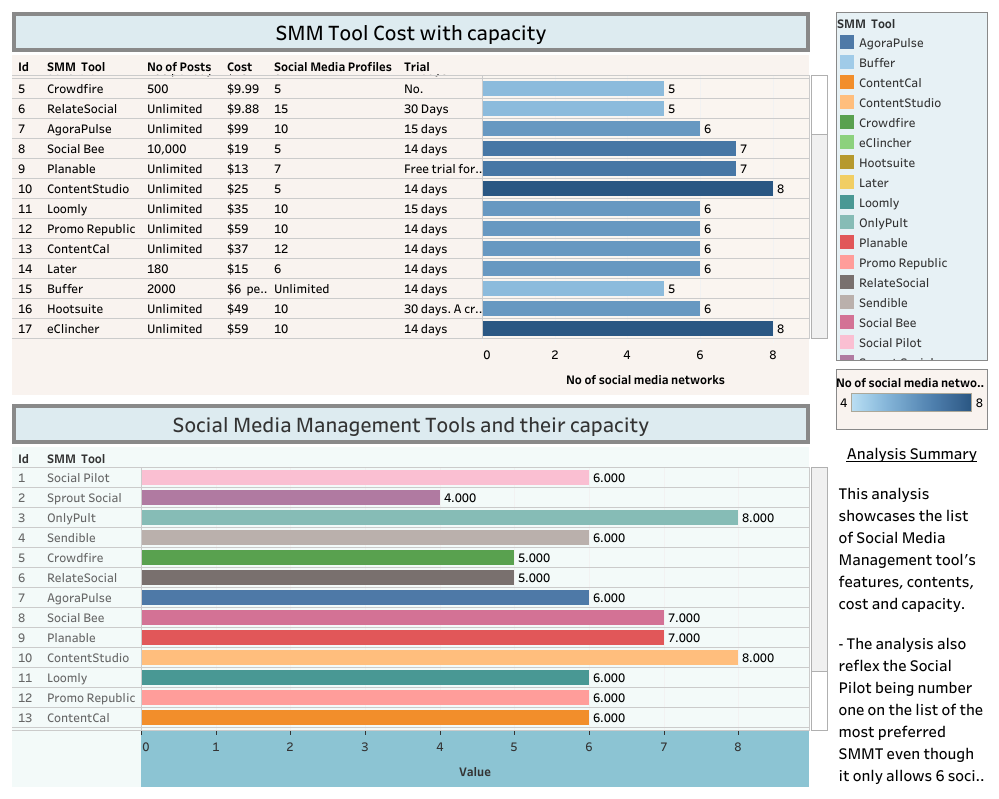 SMM Tool Cost with capacity
Id SMM Tool No of Posts Cost Social Media Profiles Trial
5 Crowdfire 500 $9.99 5 No. 5
6 RelateSocial Unlimited $9.88 15 30 Days 5
7 AgoraPulse Unlimited $99 10 15 days 6
8 Social Bee 10,000 $19 5 14 days 7
9 Planable Unlimited $13 7 Free trial for.. 7
10 ContentStudio Unlimited $25 5 14 days 8
11 Loomly Unlimited $35 10 15 days 6
12 Promo Republic Unlimited $59 10 14 days 6
13 ContentCal Unlimited $37 12 14 days 6
14 Later 180 $15 6 14 days 6
15 Buffer 2000 $6 pe.. Unlimited 14 days 5
16 Hootsuite Unlimited $49 10 30 days. A cr.. 6
17 eClincher Unlimited $59 10 14 days 8
0 2 4 6 8
No of social media networks
SMM Tool
AgoraPulse
Buffer
ContentCal
ContentStudio
Crowdfire
eClincher
Hootsuite
Later
Loomly
OnlyPult
Planable
Promo Republic
RelateSocial
Sendible
Social Bee
Social Pilot
No of social media netwo..
4 8
Social Media Management Tools and their capacity
Id SMM Tool
1 Social Pilot 6.000
2 Sprout Social 4.000
3 OnlyPult 8.000
4 Sendible 6.000
5 Crowdfire 5.000
6 RelateSocial 5.000
7 AgoraPulse 6.000
8 Social Bee 7.000
9 Planable 7.000
10 ContentStudio 8.000
11 Loomly 6.000
12 Promo Republic 6.000
13 ContentCal 6.000
0 1 2 3 4 5 6 7 8
Value
Analysis Summary
This analysis
showcases the list
of Social Media
Management tool's
features, contents,
cost and capacity.
- The analysis also
reflex the Social
Pilot being number
one on the list of the
most preferred
SMMT even though
it only allows 6 soci..